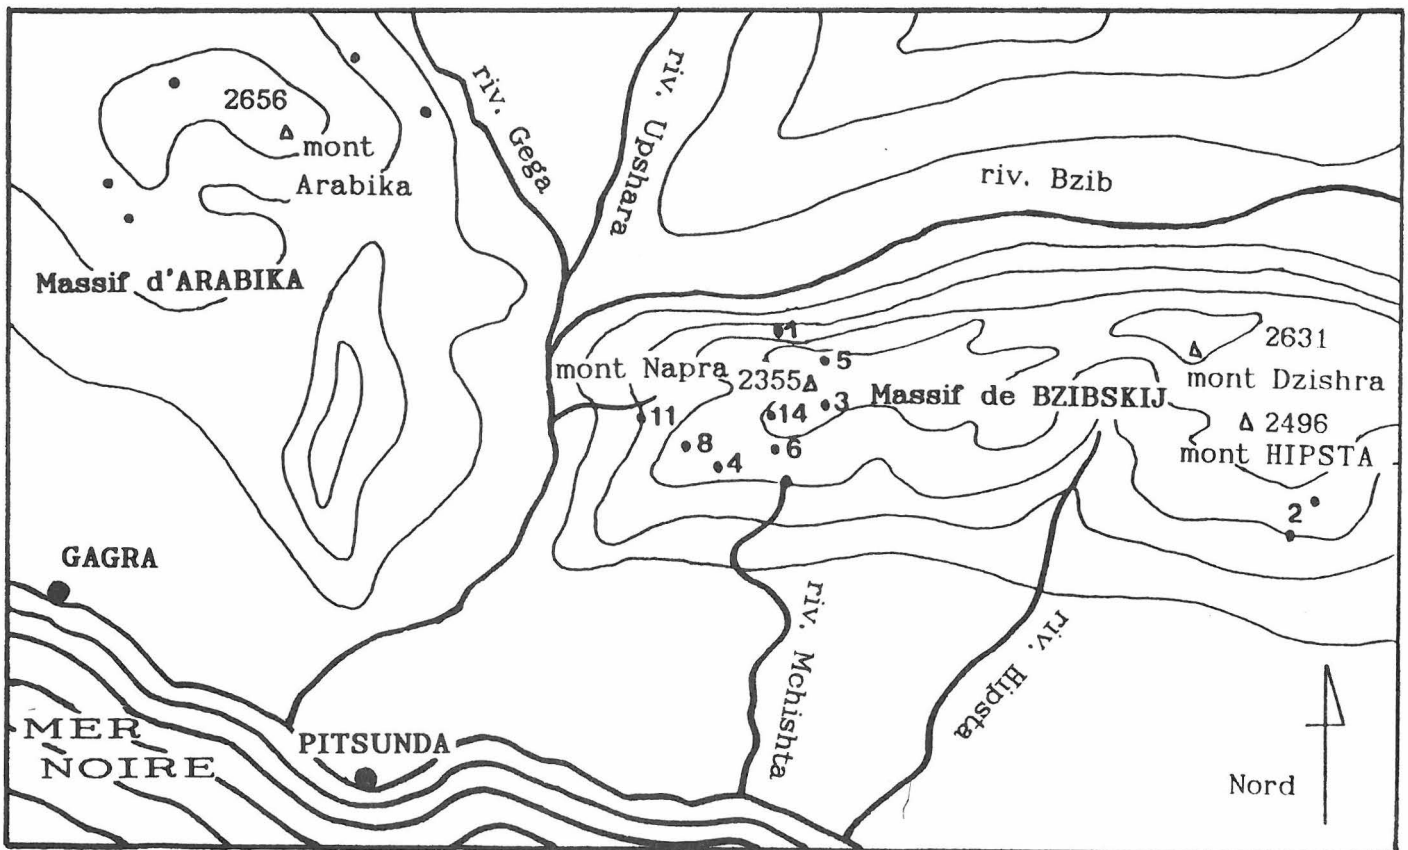 2656
mont
Arabika
riv. Gega
riv. Upshara
riv. Bzib
Massif d'ARABIKA
1
2631
mont Napra
5
2355
mont Dzishra
Massif de BZIBSKIJ
3
14
11
2496
8
6
mont HIPSTA
4
2
GAGRA
riv. Mchishta
riv. Hipsta
MER
NOIRE
PITSUNDA
Nord